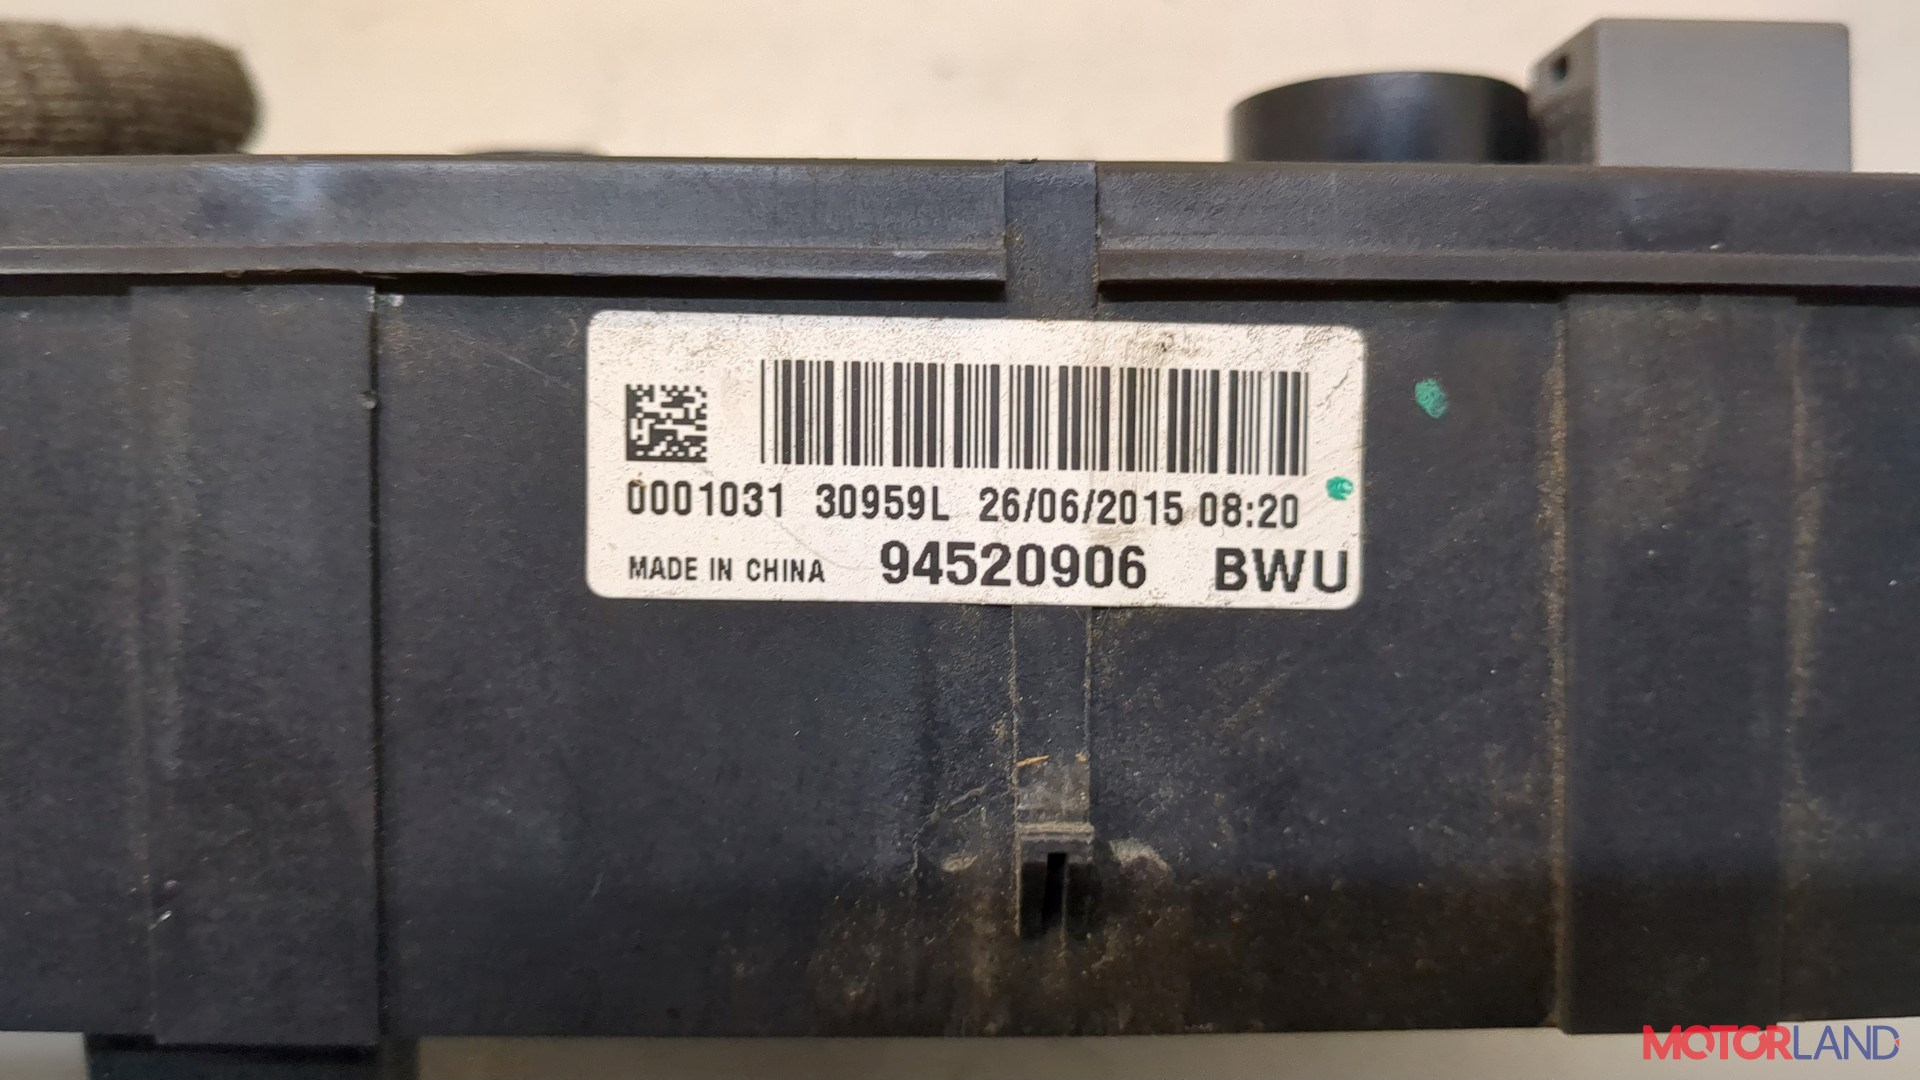 0001031 30959L 26/06/2015 08:20
MADE IN CHINA 94520906 BWU
MOTORLAND